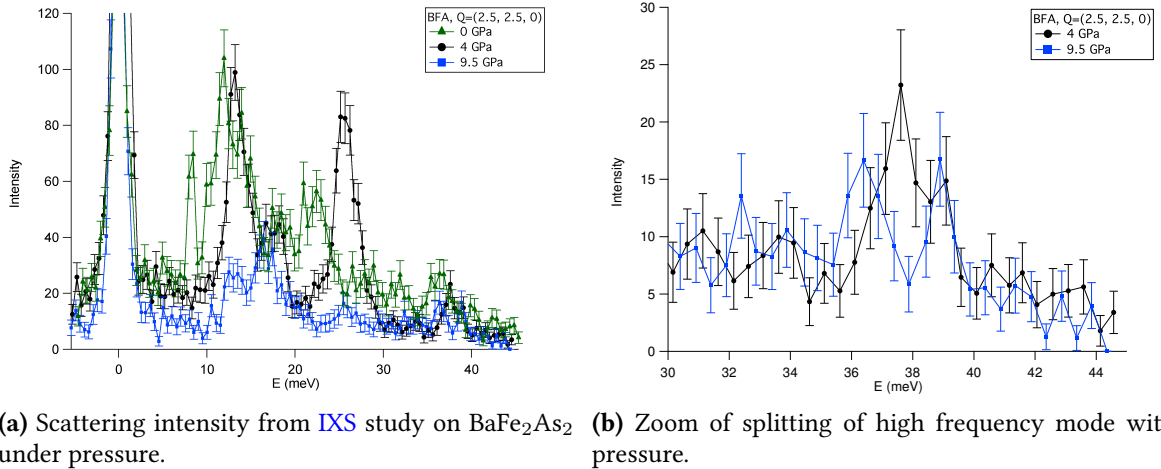 120
100
80
60
40
20
0
Intensity
0
10
20
30
40
E (meV)
BFA, Q=(2.5, 2.5, 0)
0 GPa
4 GPa
9.5 GPa
30
25
20
15
10
5
0
Intensity
30
32
34
36
38
40
42
44
E (meV)
BFA, Q=(2.5, 2.5, 0)
4 GPa
9.5 GPa
(a) Scattering intensity from IXS study on BaFe₂As₂
under pressure.
(b) Zoom of splitting of high frequency mode wit
pressure.